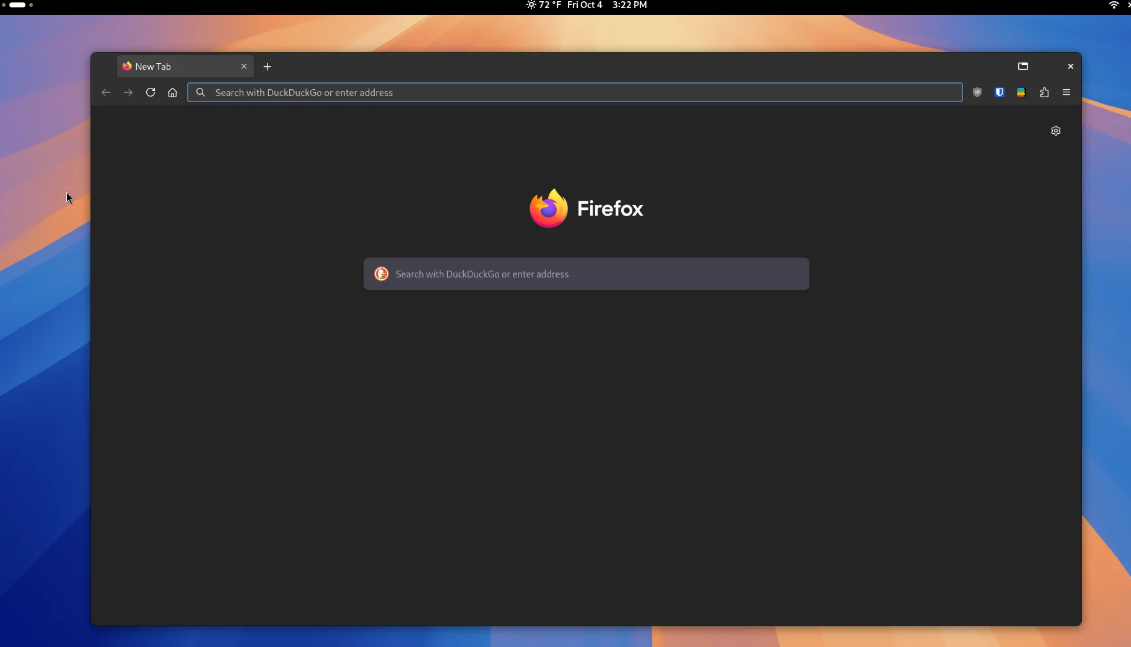 72 °F Fri Oct 4 3:22 PM
New Tab
Search with DuckDuckGo or enter address
Firefox
Search with DuckDuckGo or enter address